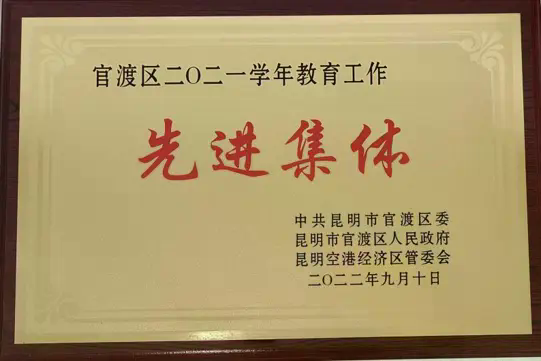 官渡区二〇二一学年教育工作
先进集体
中共昆明市官渡区委
昆明市官渡区人民政府
昆明空港经济区管委会
二〇二二年九月十日